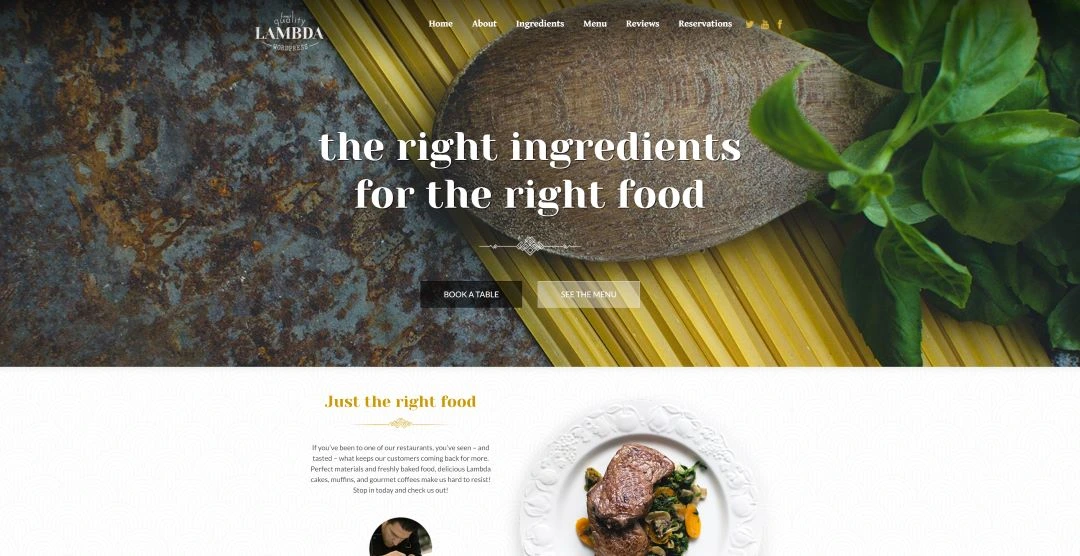 quality
LAMBDA
WORDPRESS
Home About Ingredients Menu Reviews Reservations
the right ingredients
for the right food
BOOK A TABLE SEE THE MENU
Just the right food
If you've been to one of our restaurants, you've seen – and
tasted – what keeps our customers coming back for more.
Perfect materials and freshly baked food, delicious Lambda
cakes, muffins, and gourmet coffees make us hard to resist!
Stop in today and check us out!